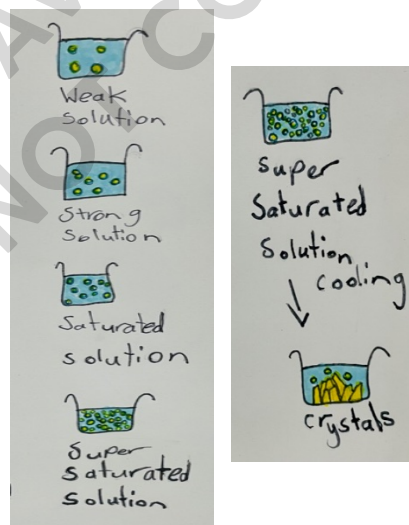 Weak
Solution
Strong
Solution
Saturated
solution
Super
saturated
solution
Super
Saturated
Solution
cooling
crystals